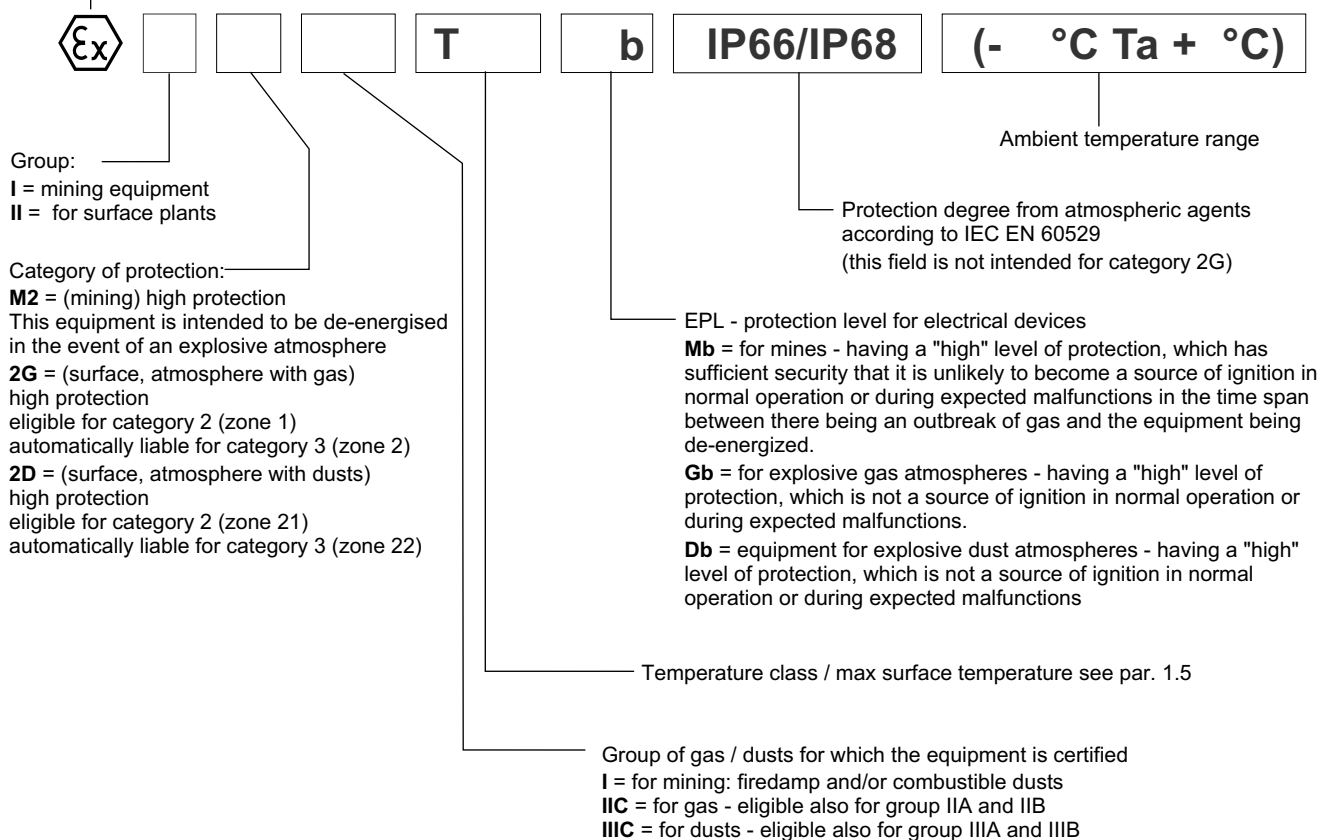 Ex T b IP66/IP68 (- °C Ta + °C)
Ambient temperature range
Group:
I = mining equipment
II = for surface plants
Protection degree from atmospheric agents
according to IEC EN 60529
(this field is not intended for category 2G)
Category of protection:
M2 = (mining) high protection
This equipment is intended to be de-energised
in the event of an explosive atmosphere
2G = (surface, atmosphere with gas)
high protection
eligible for category 2 (zone 1)
automatically liable for category 3 (zone 2)
2D = (surface, atmosphere with dusts)
high protection
eligible for category 2 (zone 21)
automatically liable for category 3 (zone 22)
EPL - protection level for electrical devices
Mb = for mines - having a "high" level of protection, which has
sufficient security that it is unlikely to become a source of ignition in
normal operation or during expected malfunctions in the time span
between there being an outbreak of gas and the equipment being
de-energized.
Gb = for explosive gas atmospheres - having a "high" level of
protection, which is not a source of ignition in normal operation or
during expected malfunctions.
Db = equipment for explosive dust atmospheres - having a "high"
level of protection, which is not a source of ignition in normal
operation or during expected malfunctions
Temperature class / max surface temperature see par. 1.5
Group of gas / dusts for which the equipment is certified
I = for mining: firedamp and/or combustible dusts
IIC = for gas - eligible also for group IIA and IIB
IIIC = for dusts - eligible also for group IIIA and IIIB